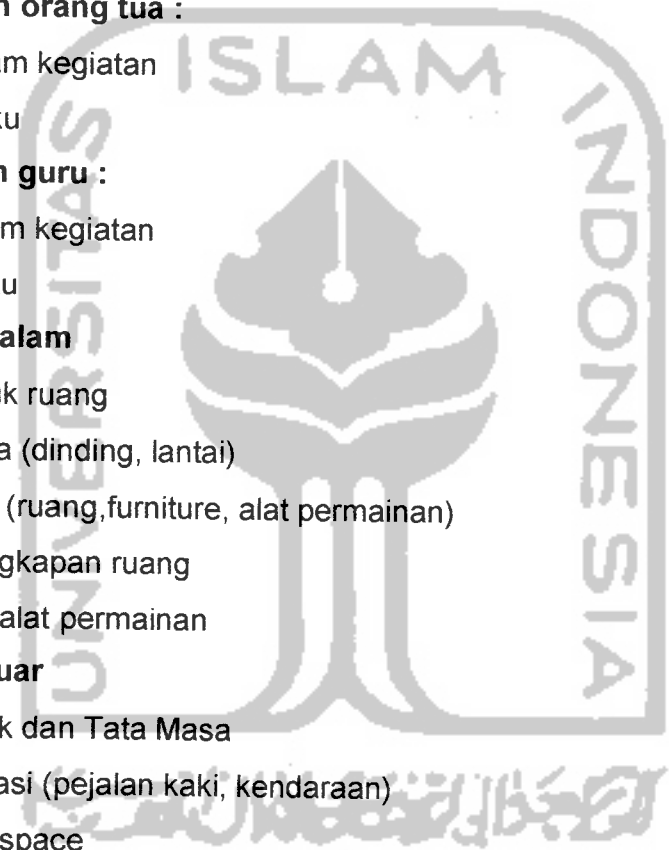 n orang tua :
am kegiatan
ku
n guru :
am kegiatan
u
alam
uk ruang
a (dinding, lantai)
(ruang,furniture, alat permainan)
gkapan ruang
alat permainan
uar
k dan Tata Masa
asi (pejalan kaki, kendaraan)
space
UNIVERSITAS
ISLAM
INDONESIA